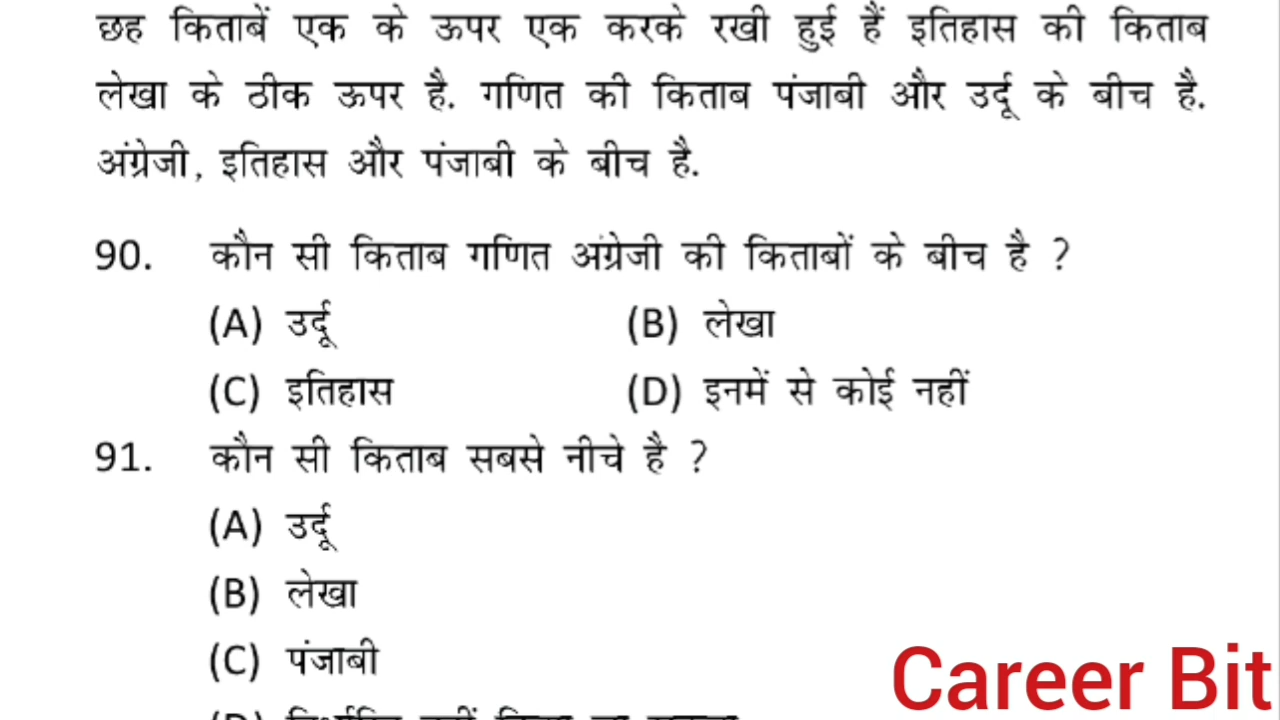 छह किताबें एक के ऊपर एक करके रखी हुई हैं इतिहास की किताब
लेखा के ठीक ऊपर है. गणित की किताब पंजाबी और उर्दू के बीच है.
अंग्रेजी, इतिहास और पंजाबी के बीच है.
90. कौन सी किताब गणित अंग्रेजी की किताबों के बीच है ?
(A) उर्दू (B) लेखा
(C) इतिहास (D) इनमें से कोई नहीं
91. कौन सी किताब सबसे नीचे है ?
(A) उर्दू
(B) लेखा
(C) पंजाबी
Career Bit